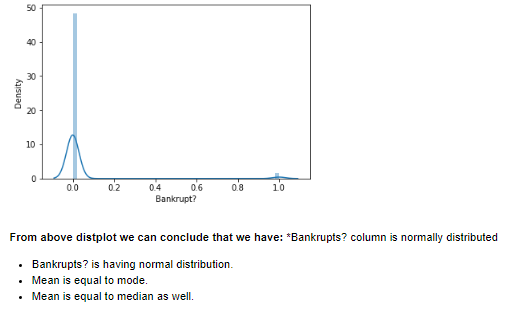 50
40
30
20
10
0
Density
0.0 0.2 0.4 0.6 0.8 1.0
Bankrupt?
From above distplot we can conclude that we have: *Bankrupts? column is normally distributed
• Bankrupts? is having normal distribution.
• Mean is equal to mode.
• Mean is equal to median as well.